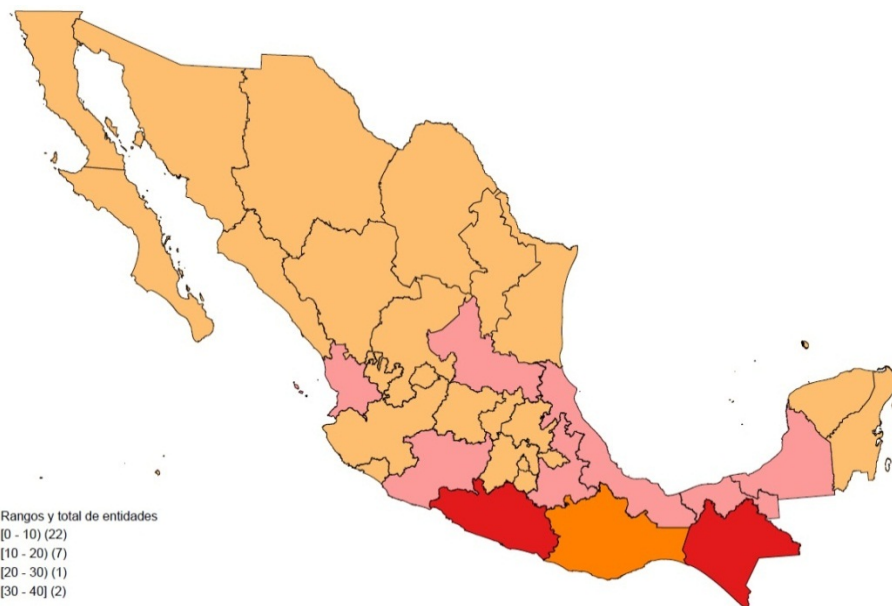 Rangos y total de entidades
[0 - 10) (22)
[10 - 20) (7)
[20 - 30) (1)
[30 - 40] (2)